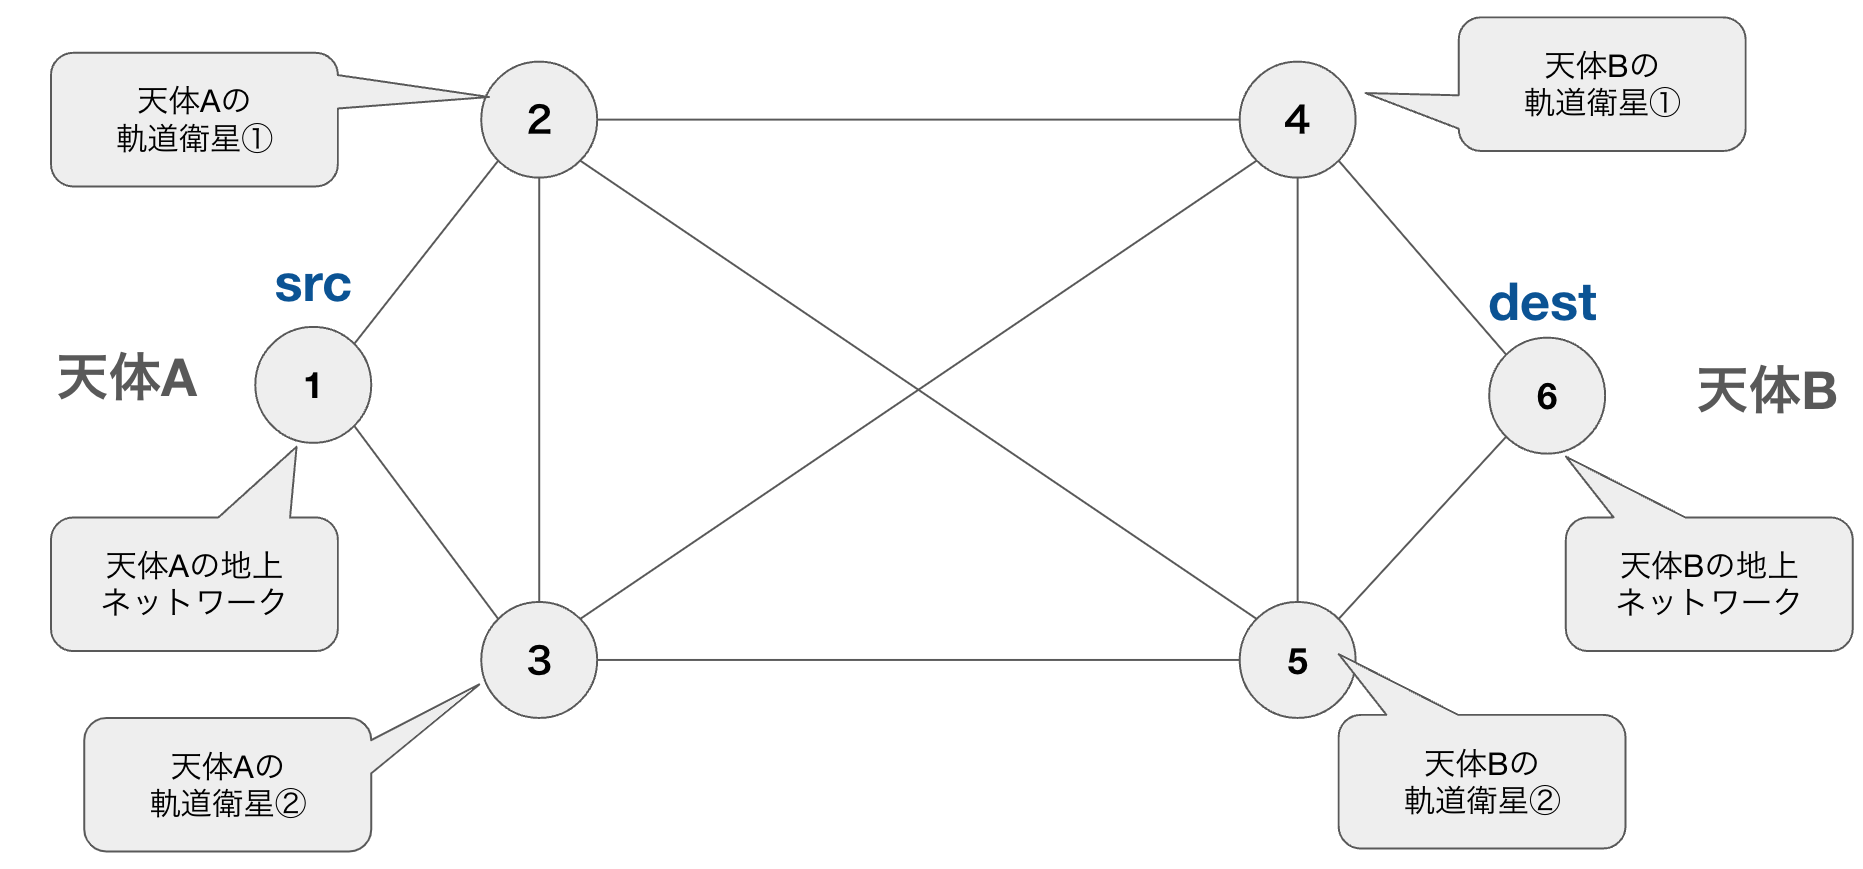 天体Aの
軌道衛星①
2
4
天体Bの
軌道衛星①
src
dest
天体A
1
6
天体B
天体Aの地上
ネットワーク
天体Bの地上
ネットワーク
3
5
天体Aの
軌道衛星②
天体Bの
軌道衛星②